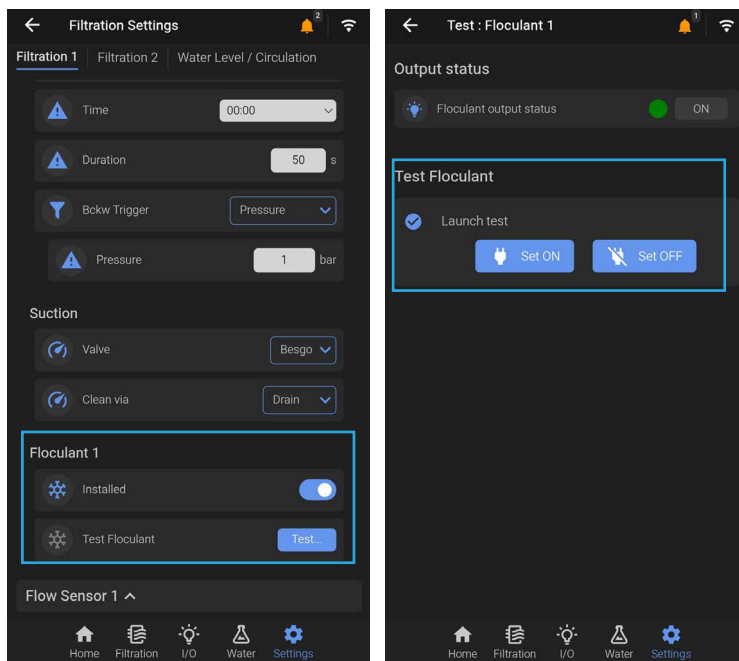 Filtration Settings
2
Filtration 1
Filtration 2
Water Level / Circulation
Time
00:00
Duration
50
s
Bckw Trigger
Pressure
Pressure
1
bar
Suction
Valve
Besgo
Clean via
Drain
Floculant 1
Installed
Test Floculant
Test...
Flow Sensor 1
Home
Filtration
I/O
Water
Settings
Test : Floculant 1
1
Output status
Floculant output status
ON
Test Floculant
Launch test
Set ON
Set OFF
Home
Filtration
I/O
Water
Settings